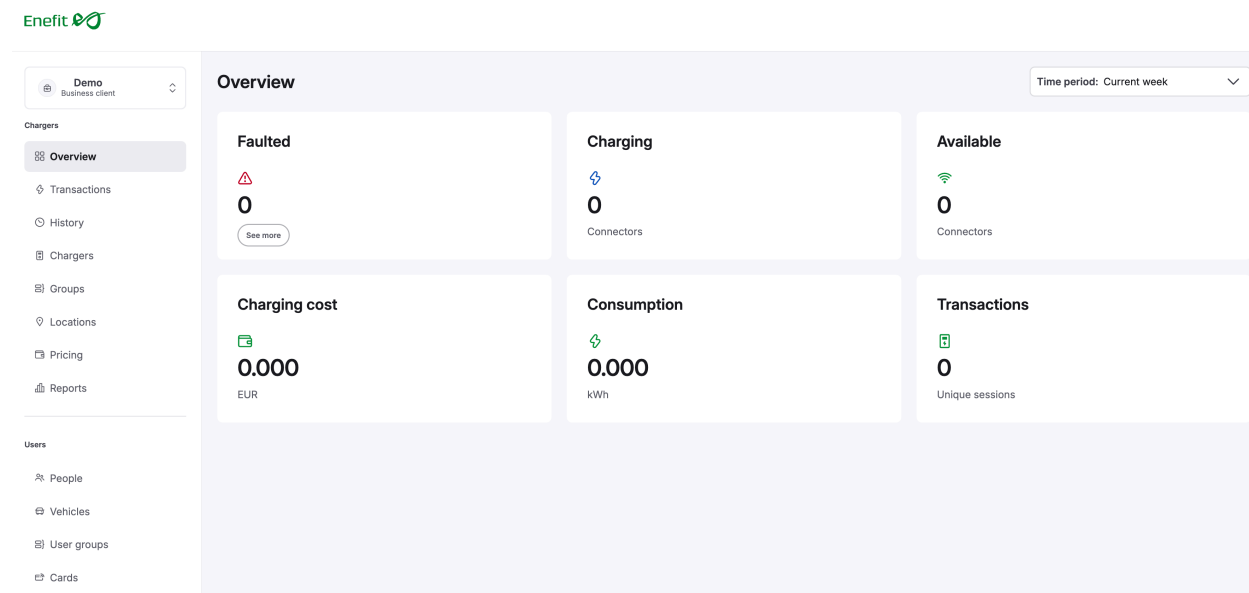 Enefit
Demo
Business client
Chargers
Overview
Transactions
History
Chargers
Groups
Locations
Pricing
Reports
Users
People
Vehicles
User groups
Cards
Overview
Time period: Current week
Faulted
0
See more
Charging
0
Connectors
Available
0
Connectors
Charging cost
0.000
EUR
Consumption
0.000
kWh
Transactions
0
Unique sessions